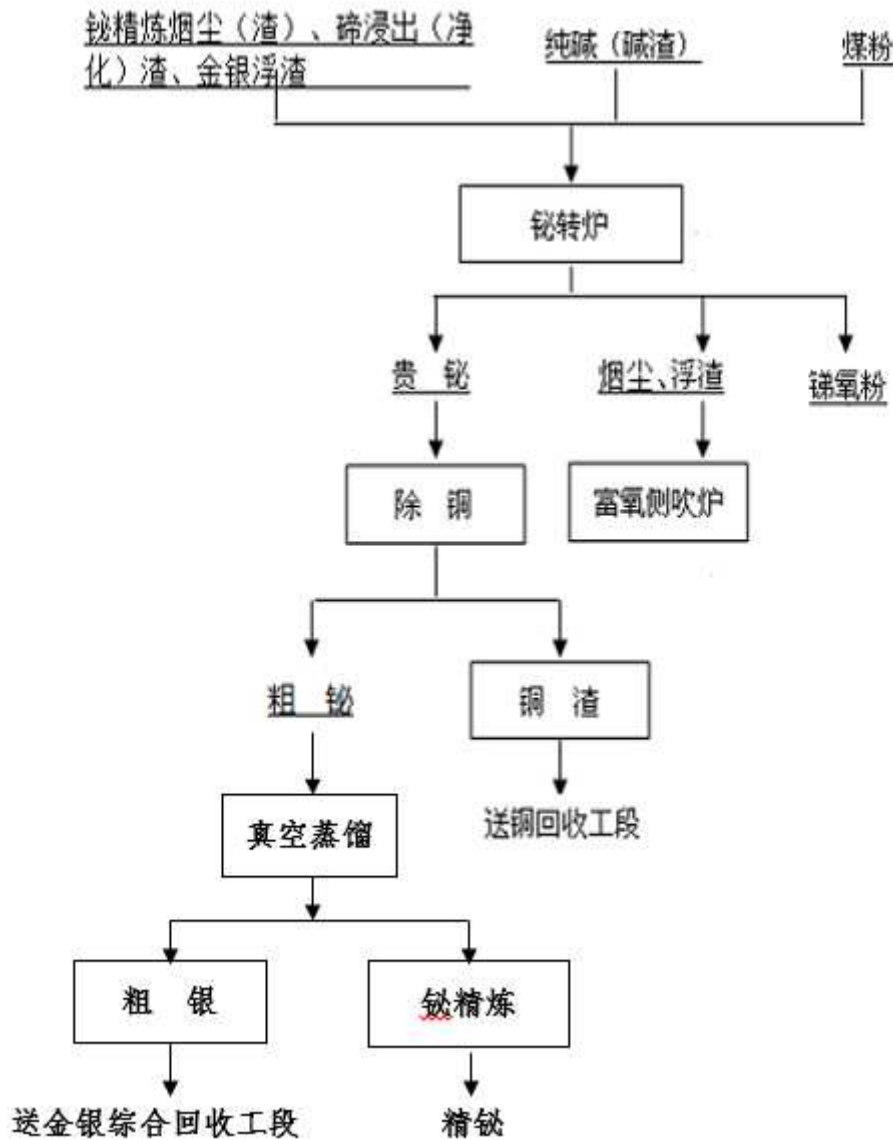 铋精炼烟尘（渣）、碲浸出（净
化）渣、金银浮渣
纯碱（碱渣）
煤粉
铋转炉
贵 铋
烟尘、浮渣
锑氧粉
除 铜
富氧侧吹炉
粗 铋
铜 渣
真空蒸馏
送铜回收工段
粗 银
铋精炼
送金银综合回收工段
精铋